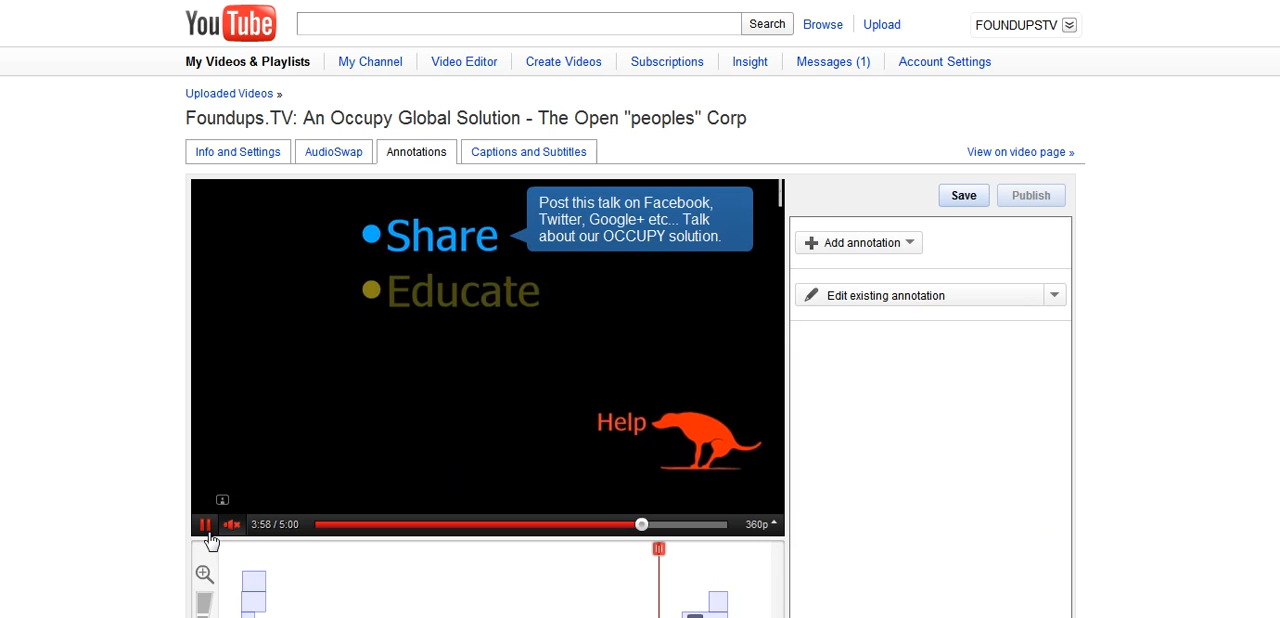 YouTube
Search
Browse
Upload
FOUNDUPSTV
My Videos & Playlists
My Channel
Video Editor
Create Videos
Subscriptions
Insight
Messages (1)
Account Settings
Uploaded Videos »
Foundups.TV: An Occupy Global Solution - The Open "peoples" Corp
Info and Settings
AudioSwap
Annotations
Captions and Subtitles
View on video page »
•Share
Post this talk on Facebook,
Twitter, Google+ etc... Talk
about our OCCUPY solution.
•Educate
Help
Save
Publish
Add annotation
Edit existing annotation
3:58 / 5:00
360p